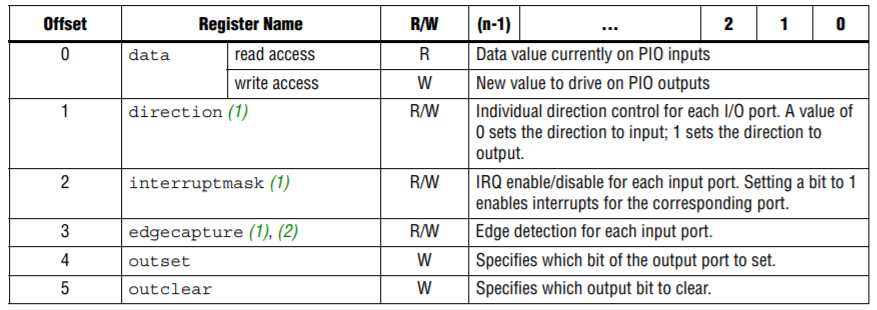 Offset Register Name R/W (n-1) ... 2 1 0
0 data read access R Data value currently on PIO inputs
write access W New value to drive on PIO outputs
1 direction (1) R/W Individual direction control for each I/O port. A value of
0 sets the direction to input; 1 sets the direction to
output.
2 interruptmask (1) R/W IRQ enable/disable for each input port. Setting a bit to 1
enables interrupts for the corresponding port.
3 edgecapture (1), (2) R/W Edge detection for each input port.
4 outset W Specifies which bit of the output port to set.
5 outclear W Specifies which output bit to clear.